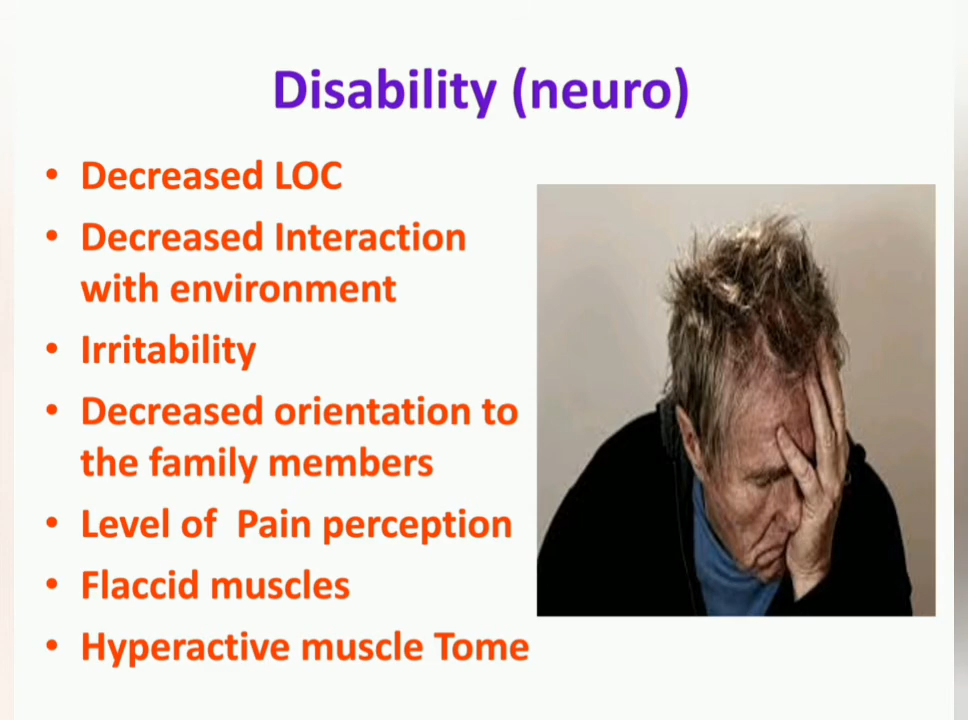 Disability (neuro)
• Decreased LOC
• Decreased Interaction
with environment
• Irritability
• Decreased orientation to
the family members
• Level of Pain perception
• Flaccid muscles
• Hyperactive muscle Tome